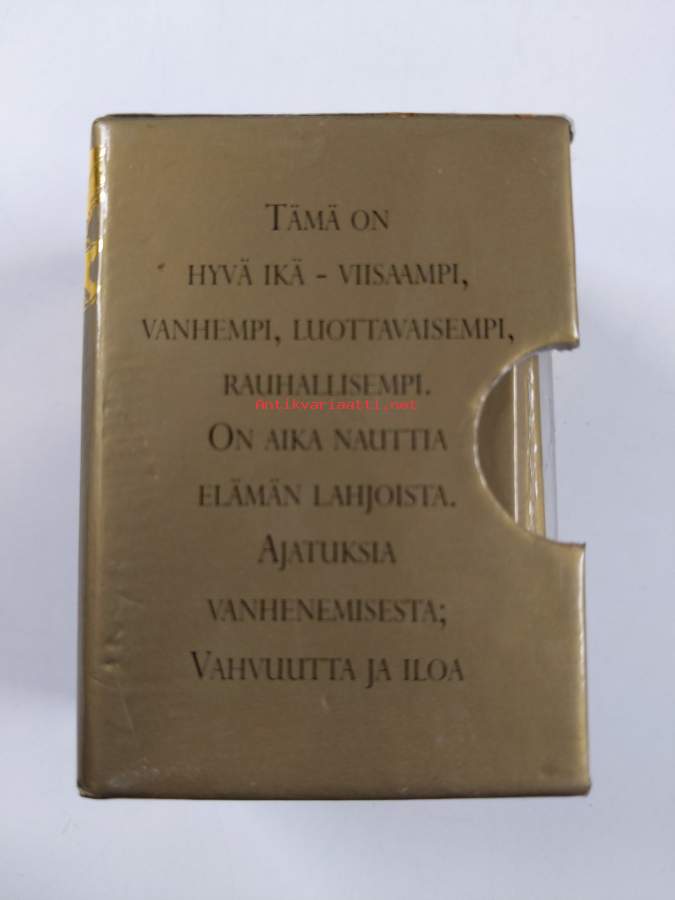 TÄMÄ ON
HYVÄ IKÄ - VIISAAMPI,
VANHEMPI, LUOTTAVAISEMPI,
RAUHALLISEMPI.
Antikvariaatti.net
ON AIKA NAUTTIA
ELÄMÄN LAHJOISTA.
AJATUKSIA
VANHENEMISESTA;
VAHVUUTTA JA ILOA